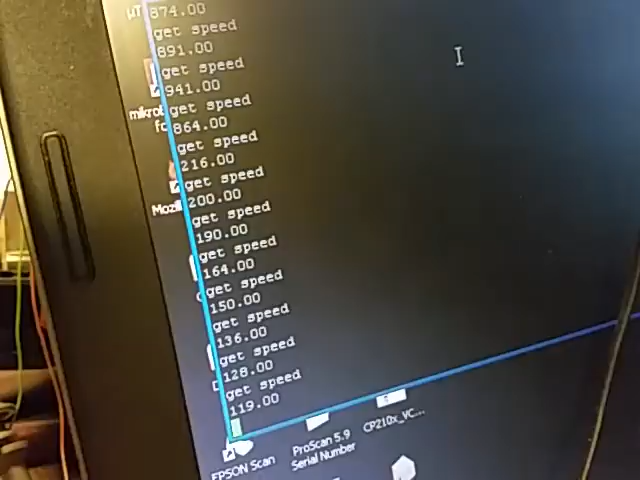 µT
874.00
get speed
891.00
get speed
941.00
get speed
864.00
get speed
216.00
get speed
200.00
get speed
190.00
get speed
164.00
get speed
150.00
get speed
136.00
get speed
128.00
get speed
119.00
EPSON Scan
ProScan 5.9
Serial Number
CP210x_VC...